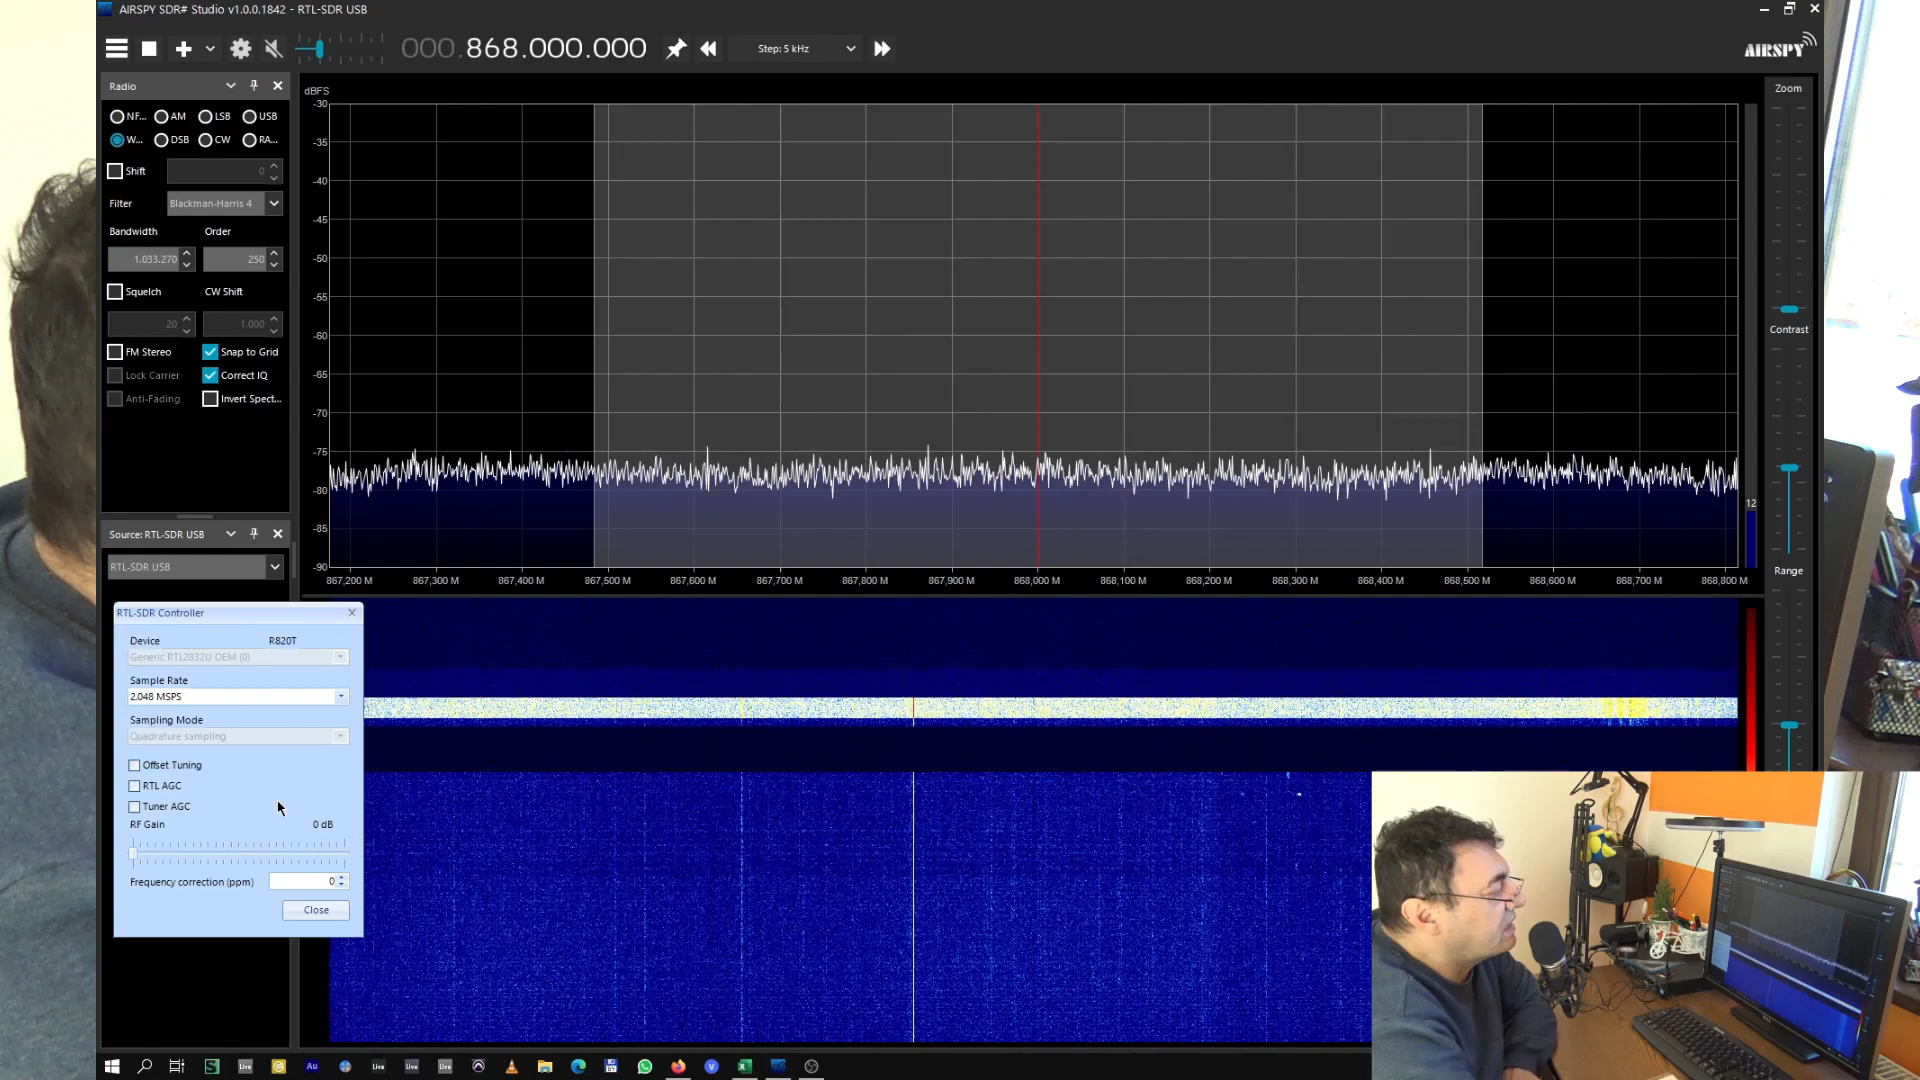 AIRSPY SDR# Studio v1.0.0.1842 - RTL-SDR USB
000.868.000.000
Step: 5 kHz
AIRSPY
Radio
NF... AM LSB USB
W... DSB CW RA...
Shift 0
Filter Blackman-Harris 4
Bandwidth Order
1.033.270 250
Squelch CW Shift
20 1.000
FM Stereo Snap to Grid
Lock Carrier Correct IQ
Anti-Fading Invert Spect...
Source: RTL-SDR USB
RTL-SDR USB
RTL-SDR Controller
Device R820T
Generic RTL2832U OEM (0)
Sample Rate
2.048 MSPS
Sampling Mode
Quadrature sampling
Offset Tuning
RTL AGC
Tuner AGC
RF Gain 0 dB
Frequency correction (ppm) 0
Close
dBFS
-30
-35
-40
-45
-50
-55
-60
-65
-70
-75
-80
-85
-90
867,200 M 867,300 M 867,400 M 867,500 M 867,600 M 867,700 M 867,800 M 867,900 M 868,000 M 868,100 M 868,200 M 868,300 M 868,400 M 868,500 M 868,600 M 868,700 M 868,800 M
12
Zoom
Contrast
Range
S Live Au Live Live Live V